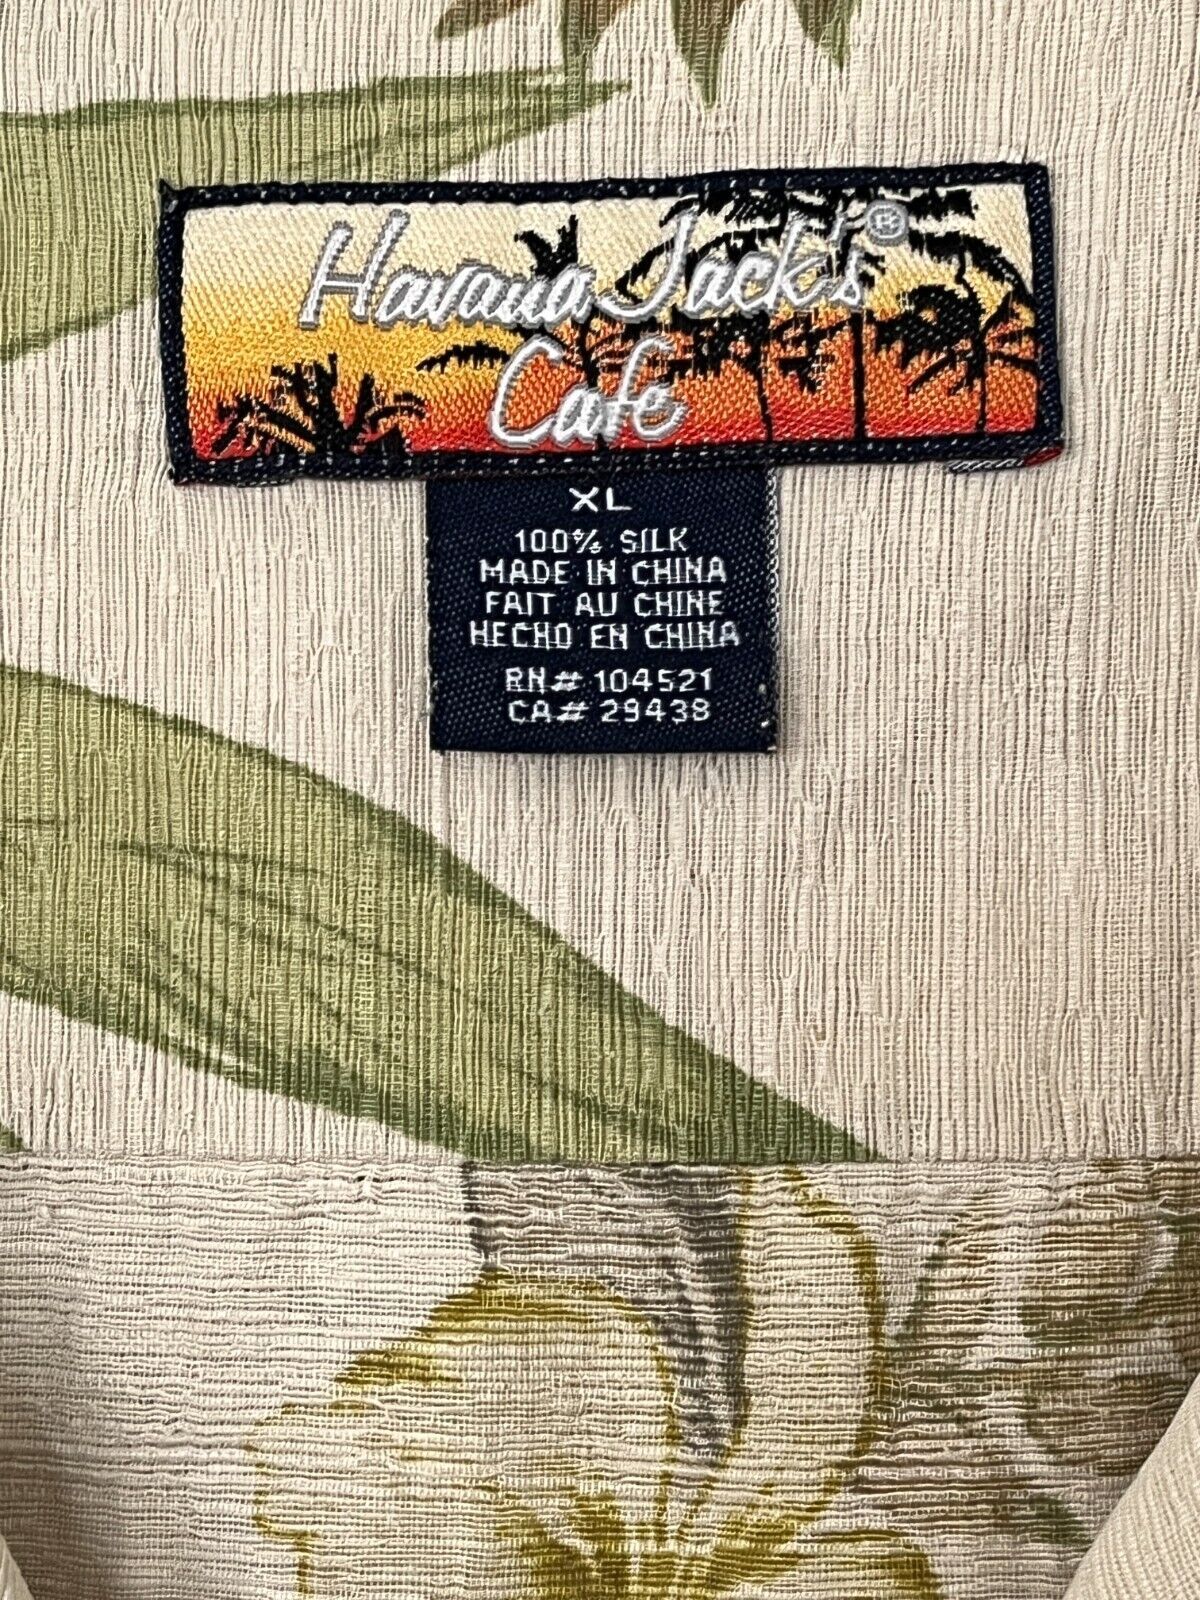 Havana Jack's®
Cafe
XL
100% SILK
MADE IN CHINA
FAIT AU CHINE
HECHO EN CHINA
RN# 104521
CA# 29438